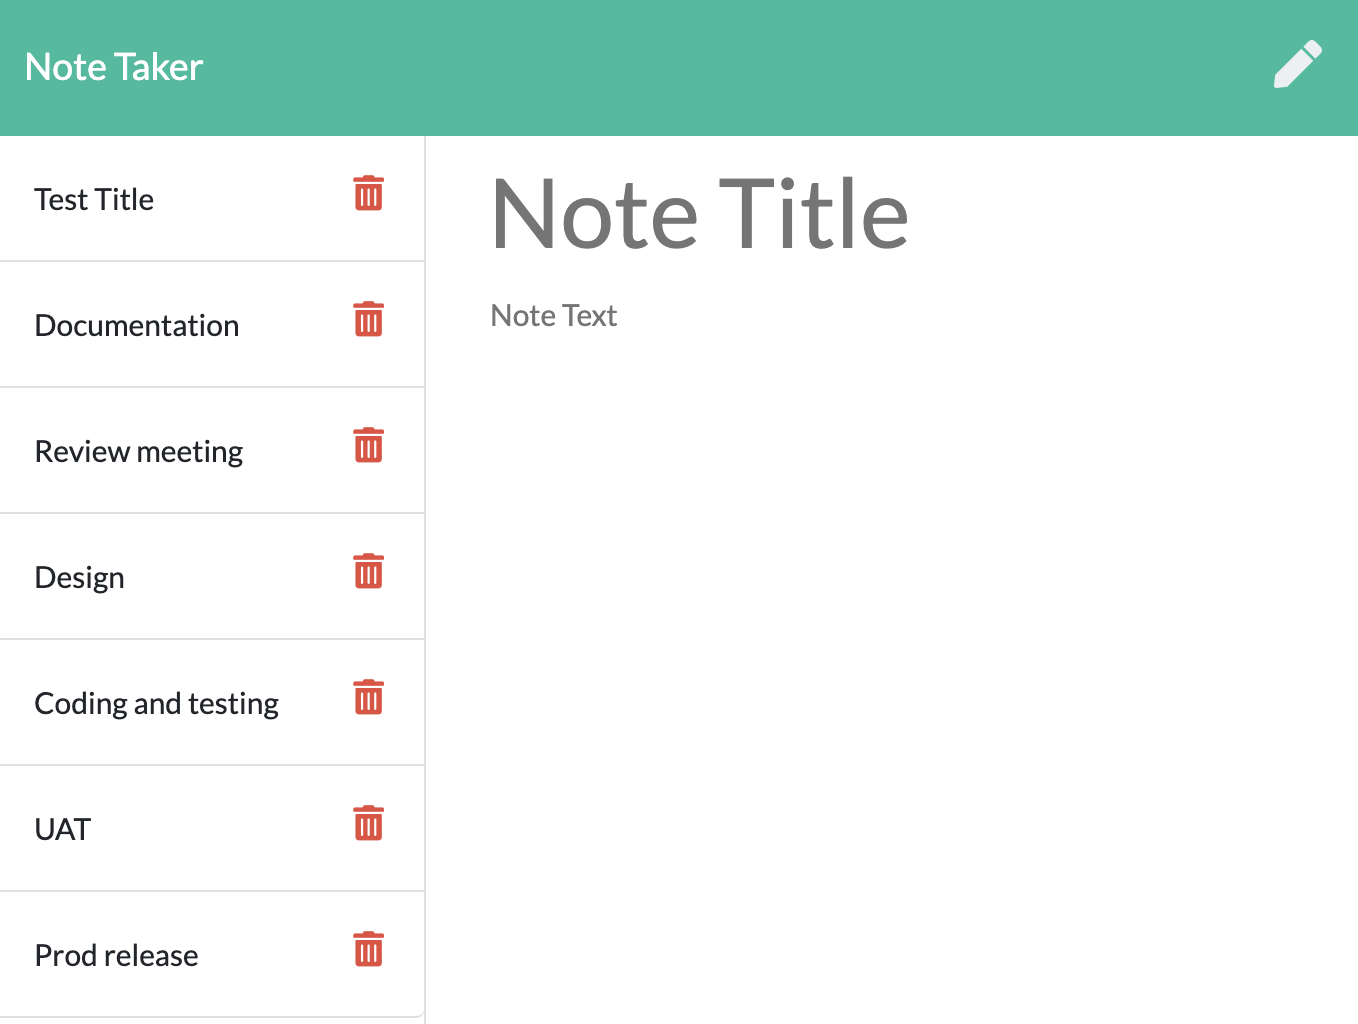 Note Taker
Test Title
Documentation
Review meeting
Design
Coding and testing
UAT
Prod release
Note Title
Note Text